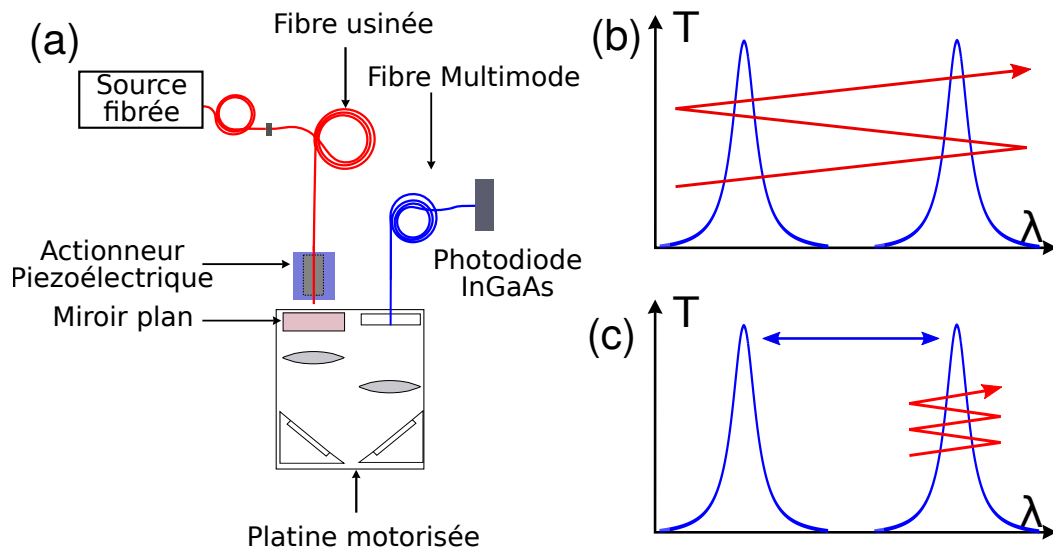 (a)
Fibre usinée
Fibre Multimode
Source
fibrée
Actionneur
Piezoélectrique
Photodiode
InGaAs
Miroir plan
Platine motorisée
(b)
T
λ
(c)
T
λ